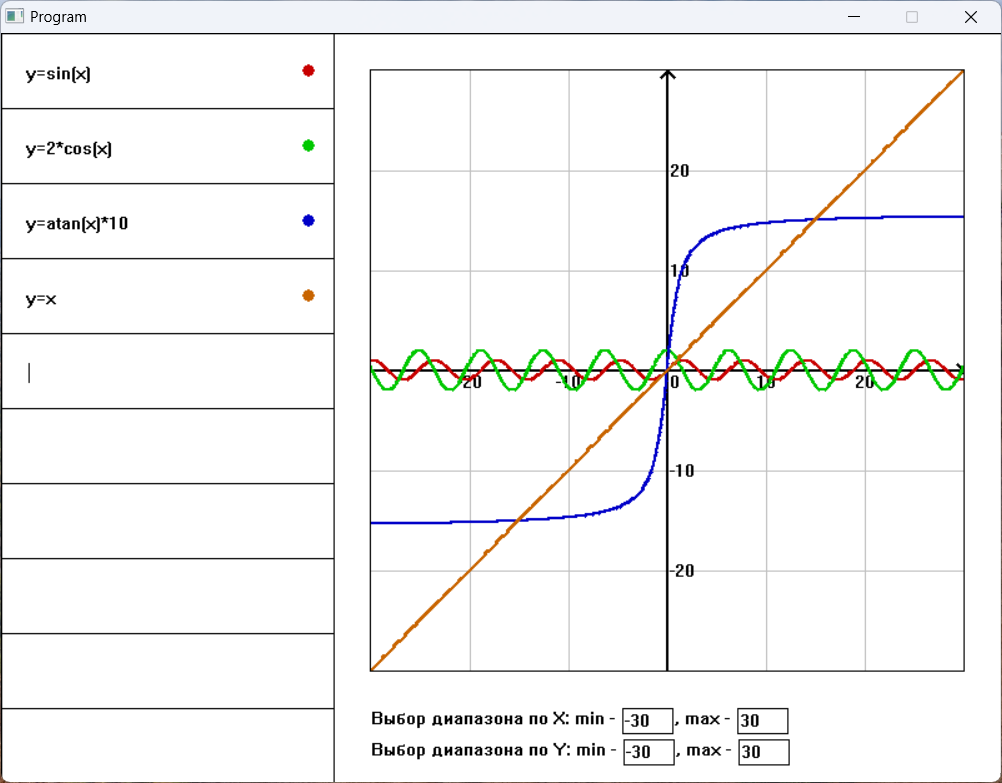 Program
y=sin(x)
y=2*cos(x)
y=atan(x)*10
y=x
20
10
-20 -10 0 10 20
-10
-20
Выбор диапазона по X: min - -30 , max - 30
Выбор диапазона по Y: min - -30 , max - 30